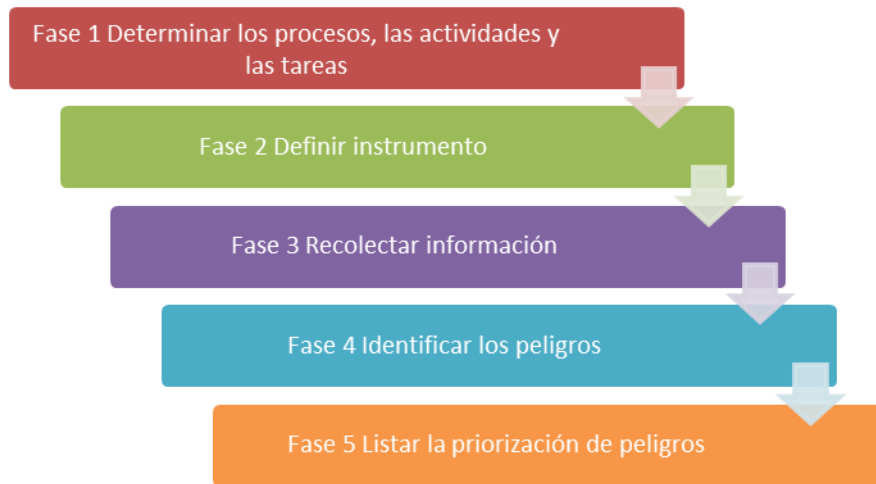 Fase 1 Determinar los procesos, las actividades y
las tareas
Fase 2 Definir instrumento
Fase 3 Recolectar información
Fase 4 Identificar los peligros
Fase 5 Listar la priorización de peligros